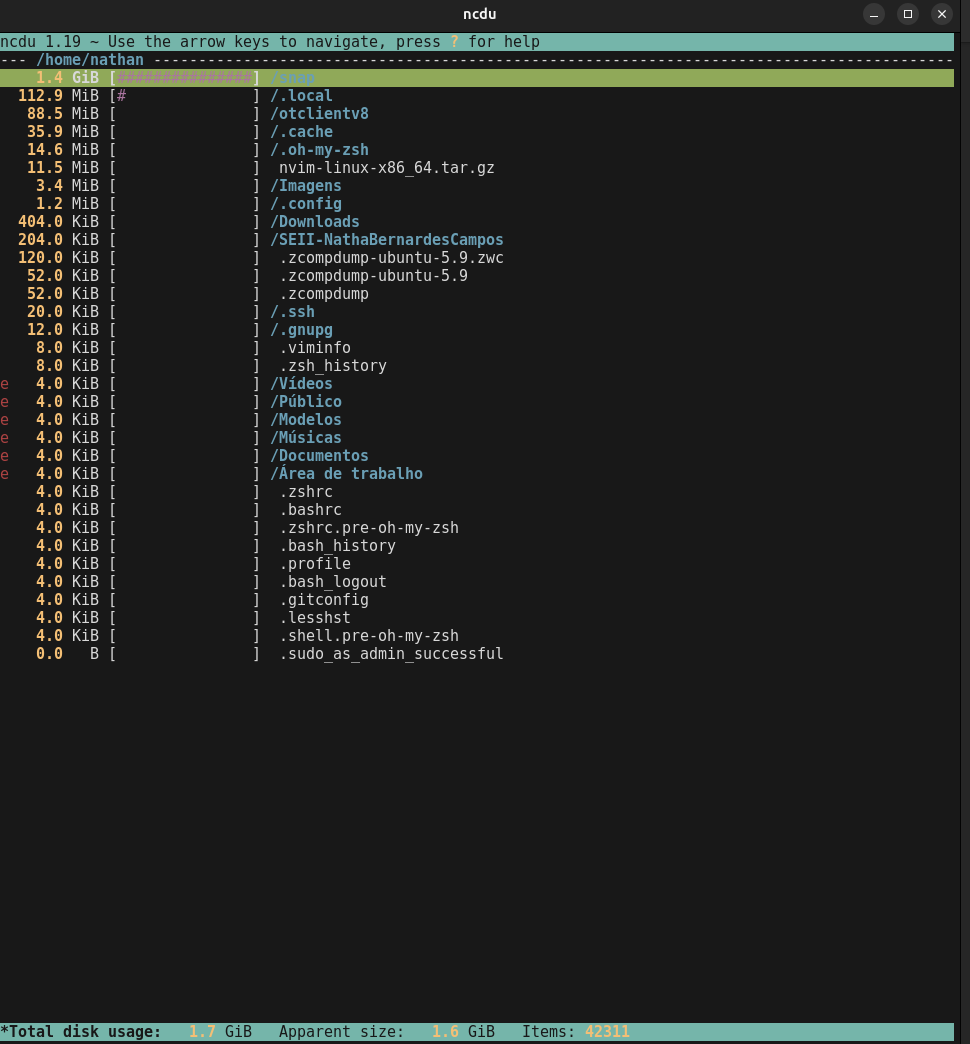 ncdu
ncdu 1.19 ~ Use the arrow keys to navigate, press ? for help
--- /home/nathan -----------------------------------------------------------------------------------------
    1.4 GiB [###############] /snap
  112.9 MiB [#              ] /.local
   88.5 MiB [               ] /otclientv8
   35.9 MiB [               ] /.cache
   14.6 MiB [               ] /.oh-my-zsh
   11.5 MiB [               ]  nvim-linux-x86_64.tar.gz
    3.4 MiB [               ] /Imagens
    1.2 MiB [               ] /.config
  404.0 KiB [               ] /Downloads
  204.0 KiB [               ] /SEII-NathaBernardesCampos
  120.0 KiB [               ]  .zcompdump-ubuntu-5.9.zwc
   52.0 KiB [               ]  .zcompdump-ubuntu-5.9
   52.0 KiB [               ]  .zcompdump
   20.0 KiB [               ] /.ssh
   12.0 KiB [               ] /.gnupg
    8.0 KiB [               ]  .viminfo
    8.0 KiB [               ]  .zsh_history
e   4.0 KiB [               ] /Vídeos
e   4.0 KiB [               ] /Público
e   4.0 KiB [               ] /Modelos
e   4.0 KiB [               ] /Músicas
e   4.0 KiB [               ] /Documentos
e   4.0 KiB [               ] /Área de trabalho
    4.0 KiB [               ]  .zshrc
    4.0 KiB [               ]  .bashrc
    4.0 KiB [               ]  .zshrc.pre-oh-my-zsh
    4.0 KiB [               ]  .bash_history
    4.0 KiB [               ]  .profile
    4.0 KiB [               ]  .bash_logout
    4.0 KiB [               ]  .gitconfig
    4.0 KiB [               ]  .lesshst
    4.0 KiB [               ]  .shell.pre-oh-my-zsh
    0.0   B [               ]  .sudo_as_admin_successful
*Total disk usage:   1.7 GiB   Apparent size:   1.6 GiB   Items: 42311